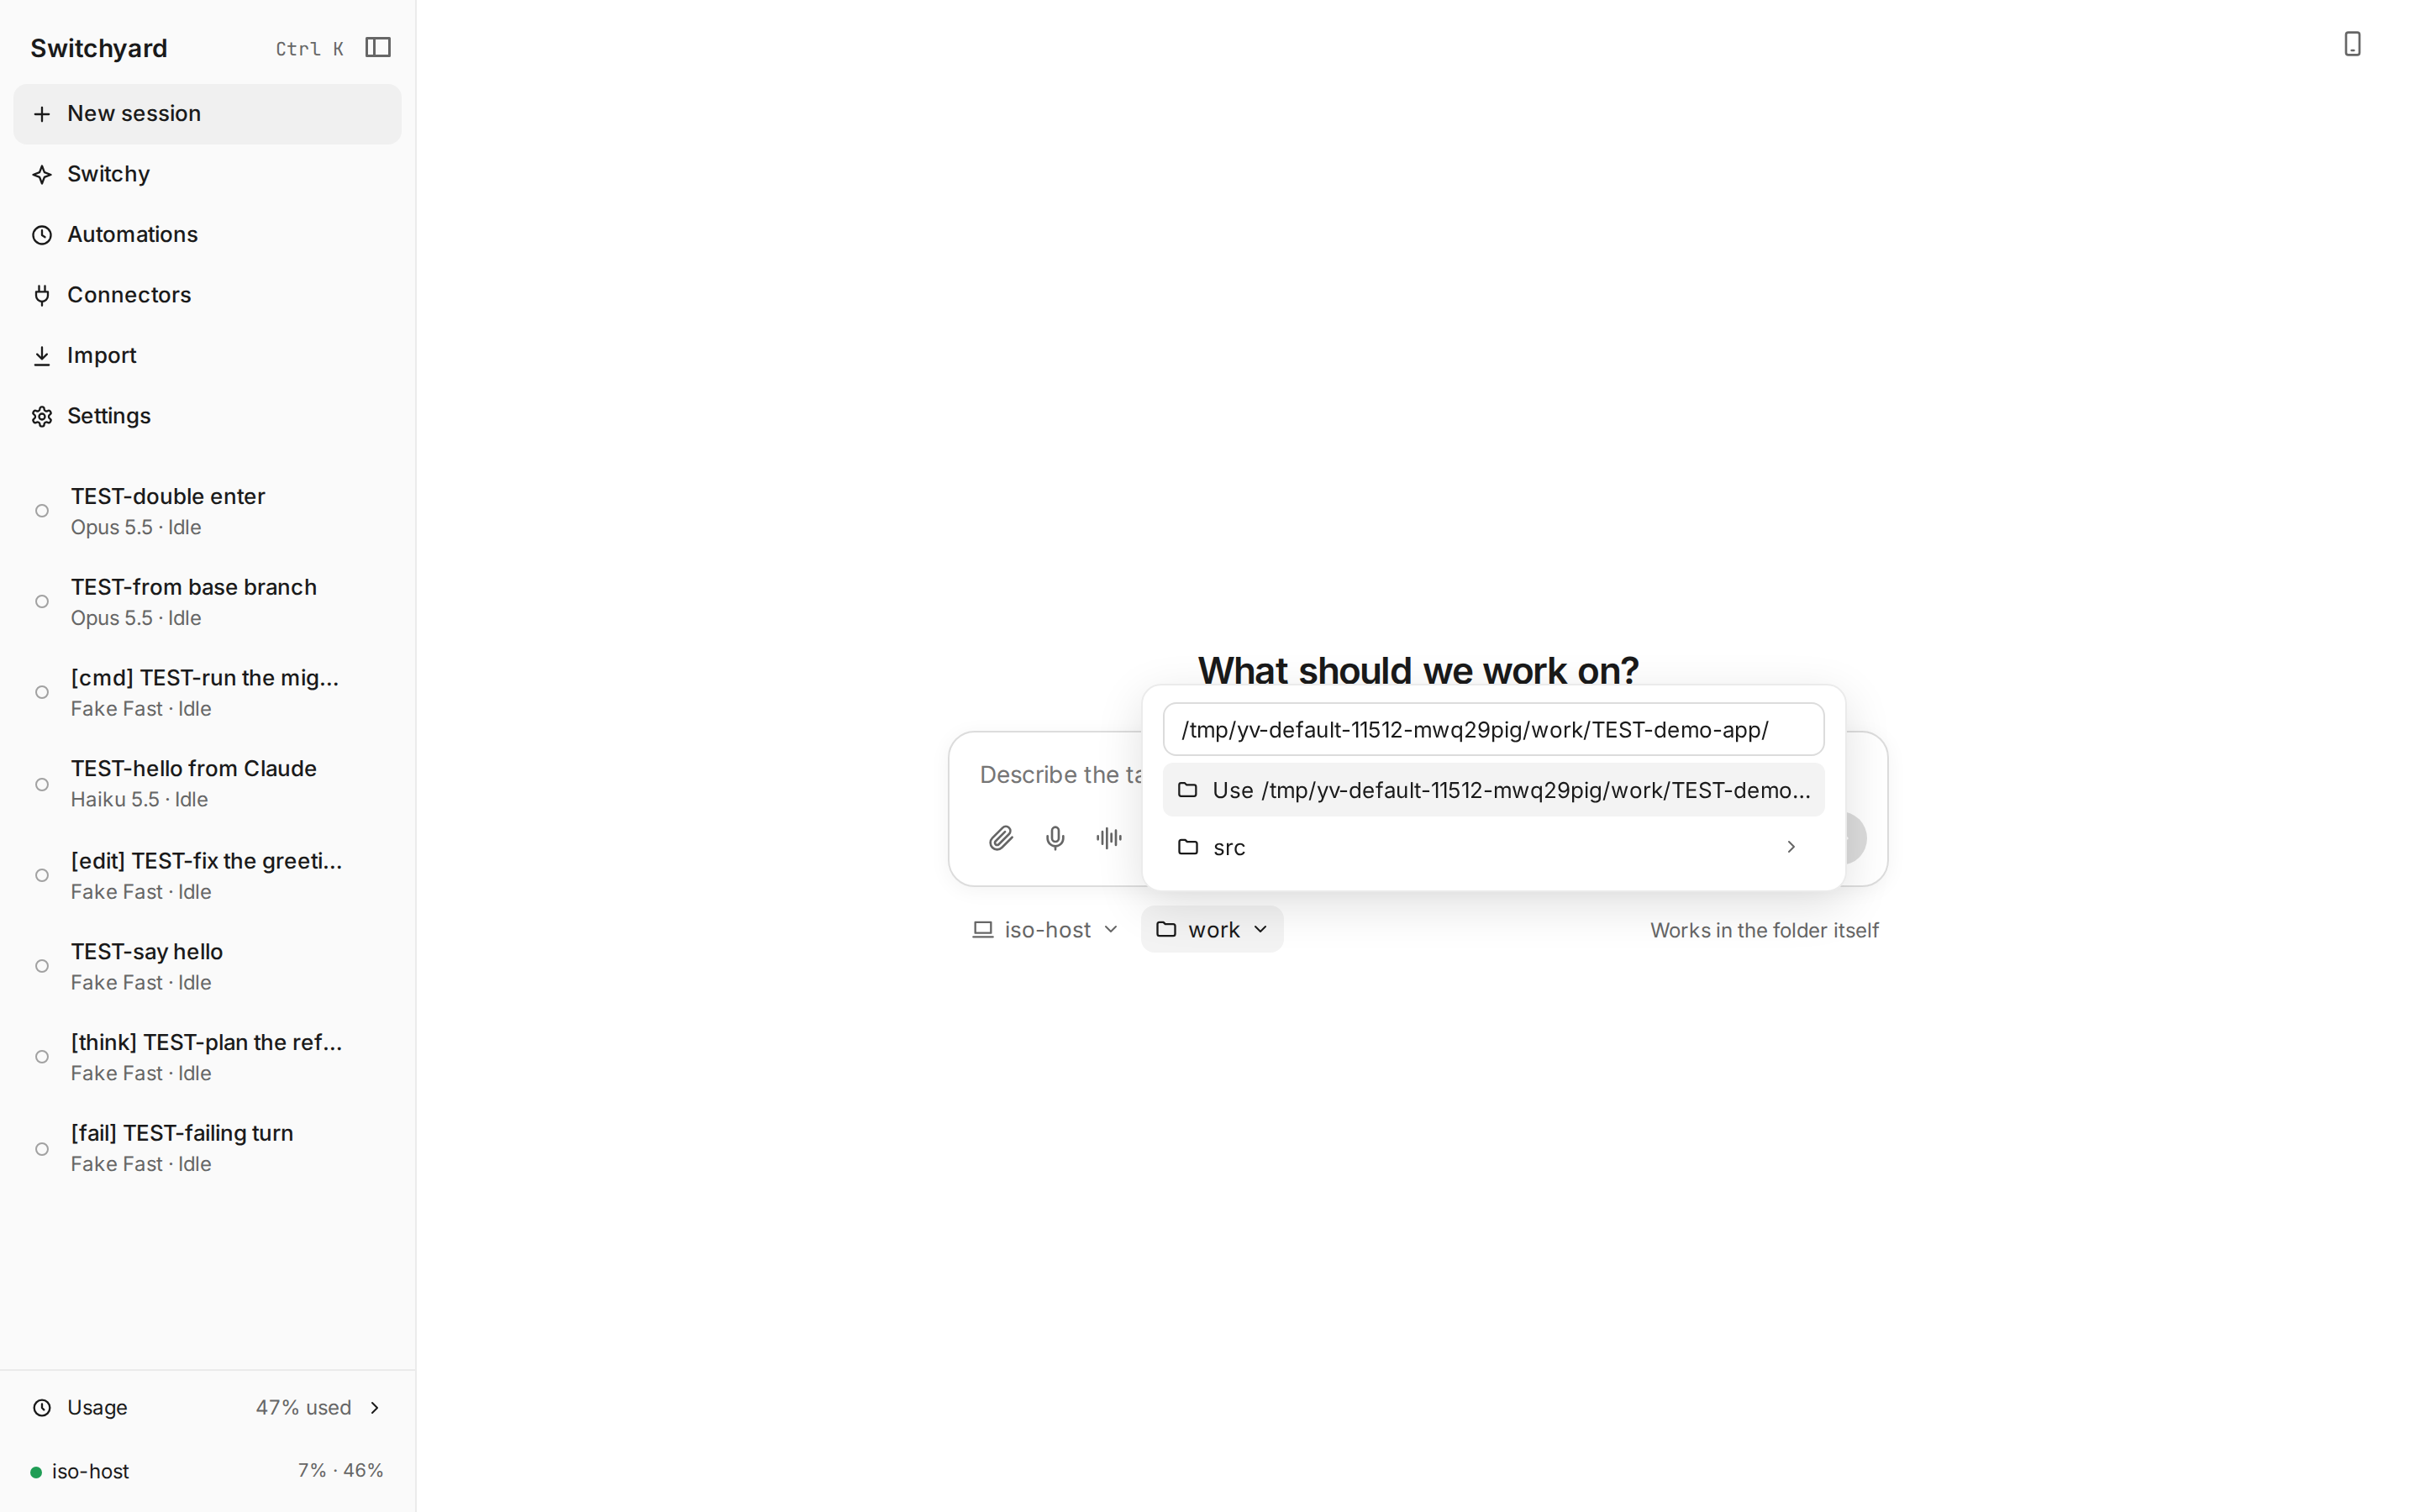 Switchyard
Ctrl K
New session
Switchy
Automations
Connectors
Import
Settings
TEST-double enter
Opus 5.5 · Idle
TEST-from base branch
Opus 5.5 · Idle
[cmd] TEST-run the mig...
Fake Fast · Idle
TEST-hello from Claude
Haiku 5.5 · Idle
[edit] TEST-fix the greeti...
Fake Fast · Idle
TEST-say hello
Fake Fast · Idle
[think] TEST-plan the ref...
Fake Fast · Idle
[fail] TEST-failing turn
Fake Fast · Idle
Usage
47% used
iso-host
7% · 46%
What should we work on?
/tmp/yv-default-11512-mwq29pig/work/TEST-demo-app/
Describe the
Use /tmp/yv-default-11512-mwq29pig/work/TEST-demo...
src
iso-host
work
Works in the folder itself